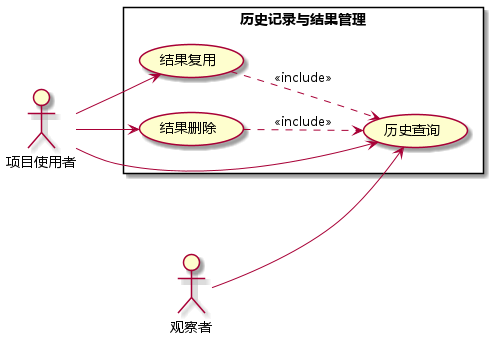 历史记录与结果管理
结果复用
«include»
结果删除
«include»
历史查询
项目使用者
观察者